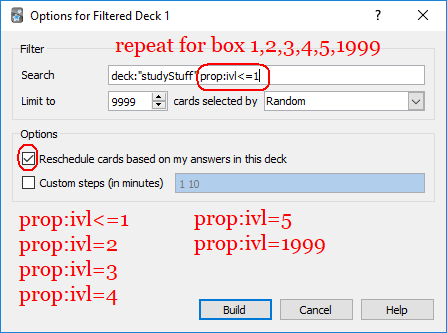 Options for Filtered Deck 1
Filter
repeat for box 1,2,3,4,5,1999
Search deck:"studyStuff"prop:ivl<=1
Limit to 9999 cards selected by Random
Options
Reschedule cards based on my answers in this deck
Custom steps (in minutes) 1 10
prop:ivl<=1 prop:ivl=5
prop:ivl=2 prop:ivl=1999
prop:ivl=3
prop:ivl=4
Build Cancel Help